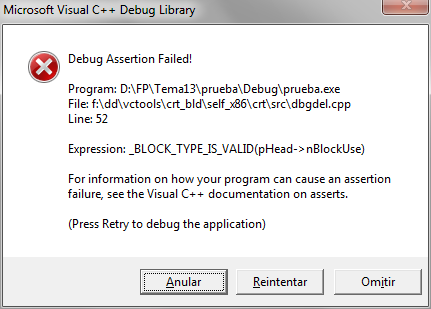 Microsoft Visual C++ Debug Library
Debug Assertion Failed!
Program: D:\FP\Tema13\prueba\Debug\prueba.exe
File: f:\dd\vctools\crt_bld\self_x86\crt\src\dbgdel.cpp
Line: 52
Expression: _BLOCK_TYPE_IS_VALID(pHead->nBlockUse)
For information on how your program can cause an assertion
failure, see the Visual C++ documentation on asserts.
(Press Retry to debug the application)
Anular
Reintentar
Omitir